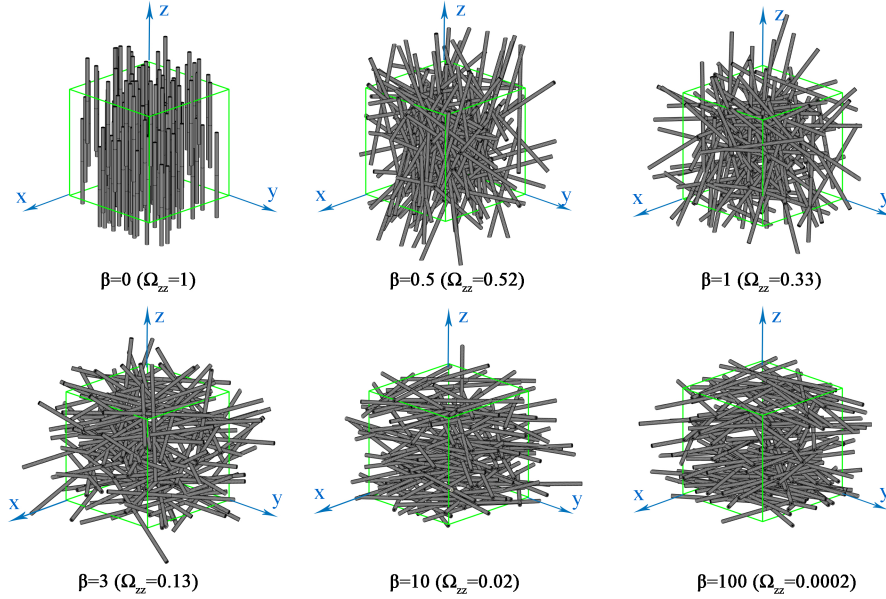 z z z
x y x y x y
β=0 (Ωzz=1) β=0.5 (Ωzz=0.52) β=1 (Ωzz=0.33)
z z z
x y x y x y
β=3 (Ωzz=0.13) β=10 (Ωzz=0.02) β=100 (Ωzz=0.0002)